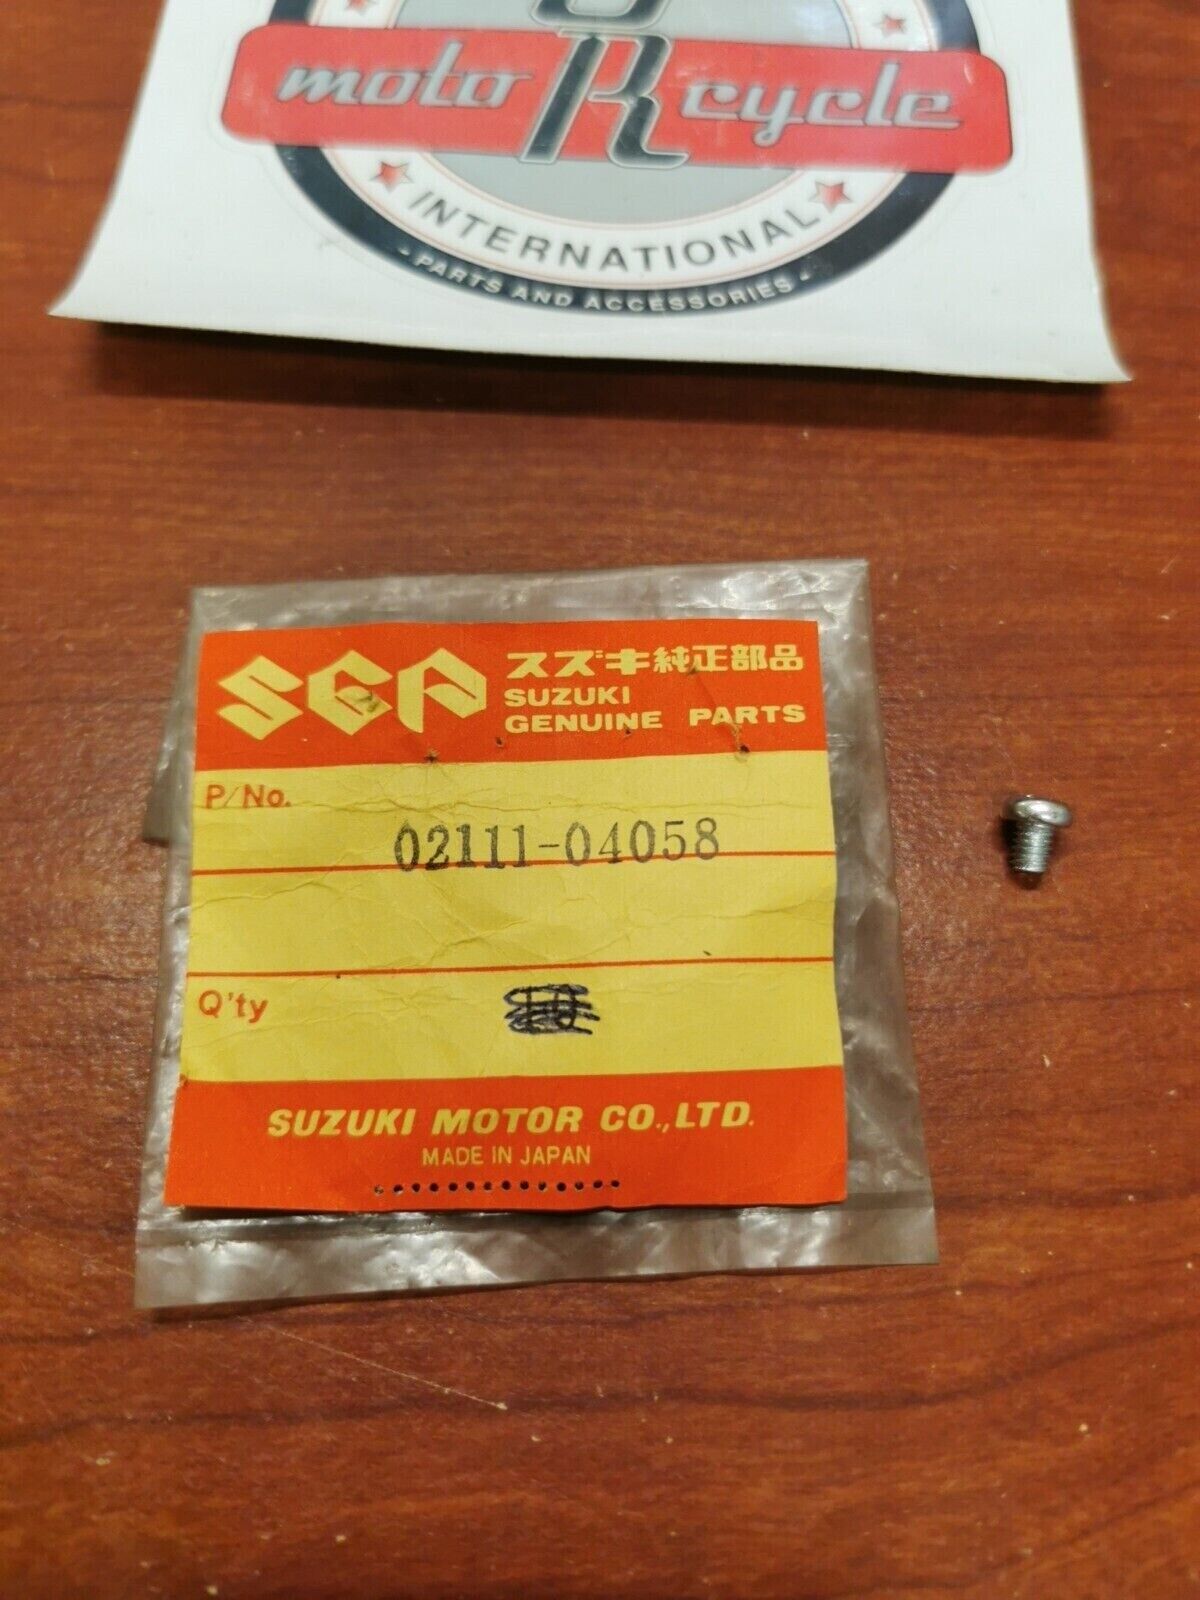 moto R cycle
INTERNATIONAL
- PARTS AND ACCESSORIES -
SGP スズキ純正部品
SUZUKI
GENUINE PARTS
P/No.
02111-04058
Q'ty
SUZUKI MOTOR CO.,LTD.
MADE IN JAPAN